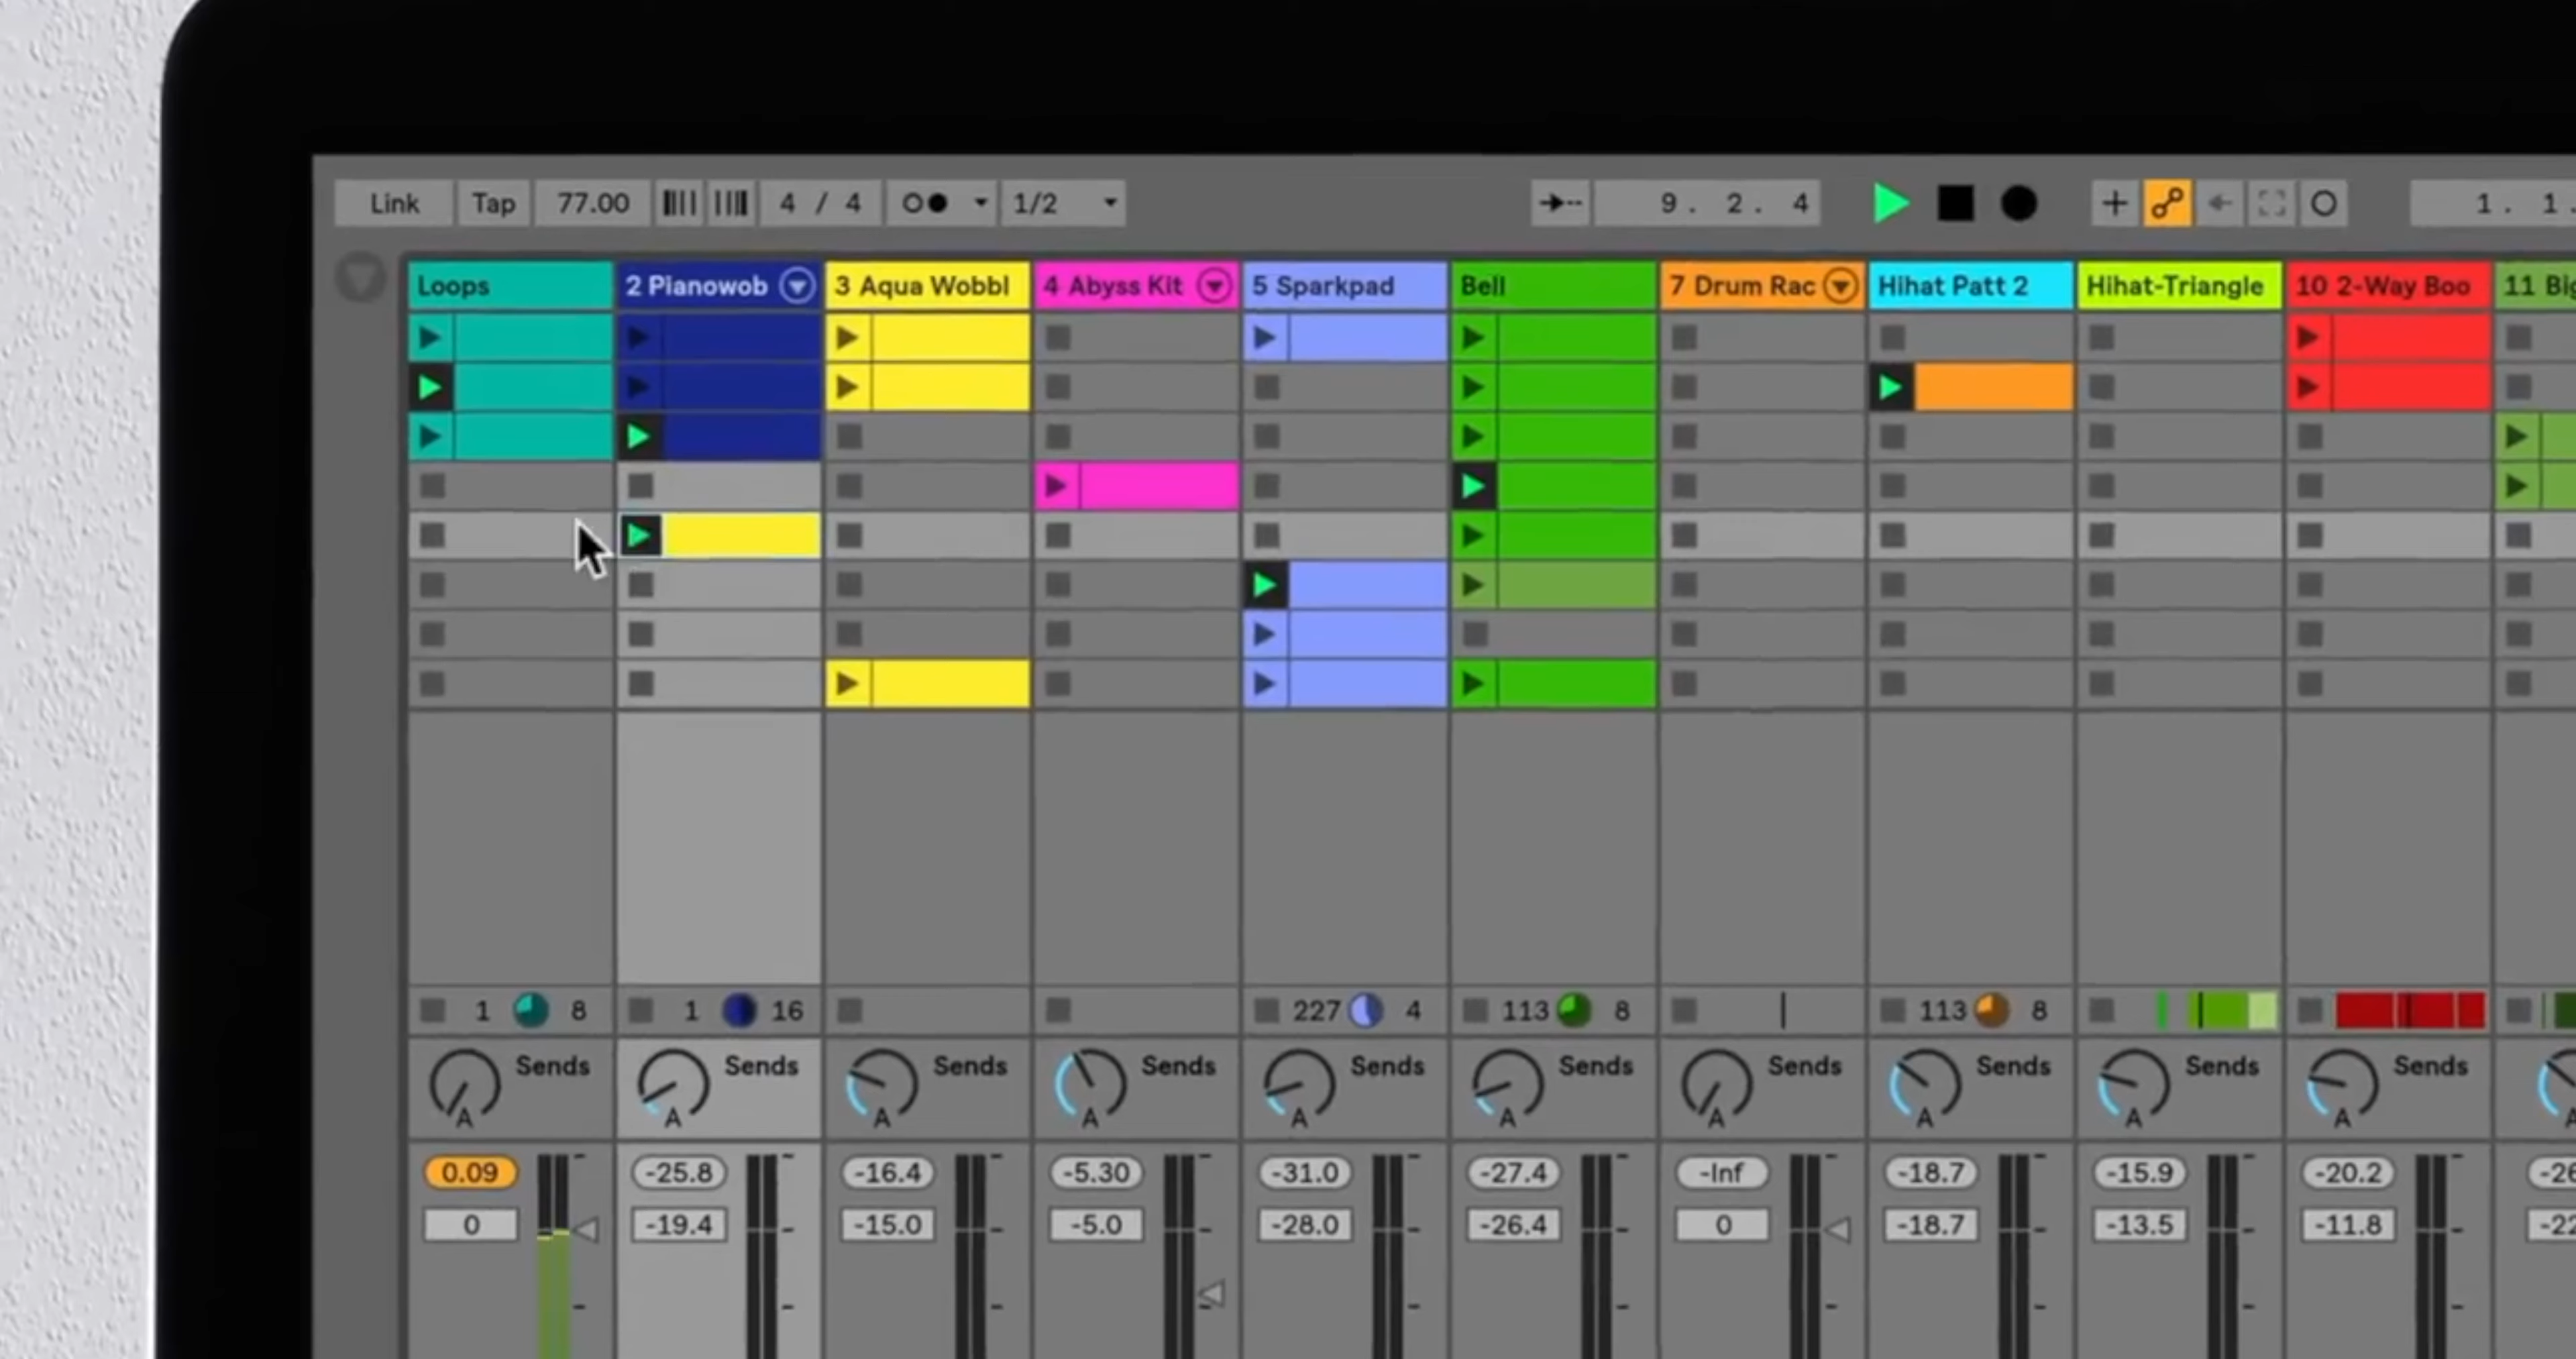 Link Tap 77.00 4 / 4 1/2 9. 2. 4 1. 1.
Loops 2 Pianowob 3 Aqua Wobbl 4 Abyss Kit 5 Sparkpad Bell 7 Drum Rac Hihat Patt 2 Hihat-Triangle 10 2-Way Boo 11 Big
1 8 1 16 227 4 113 8 113 8
Sends Sends Sends Sends Sends Sends Sends Sends Sends Sends
A A A A A A A A A A A
0.09 -25.8 -16.4 -5.30 -31.0 -27.4 -Inf -18.7 -15.9 -20.2 -26
0 -19.4 -15.0 -5.0 -28.0 -26.4 0 -18.7 -13.5 -11.8 -22